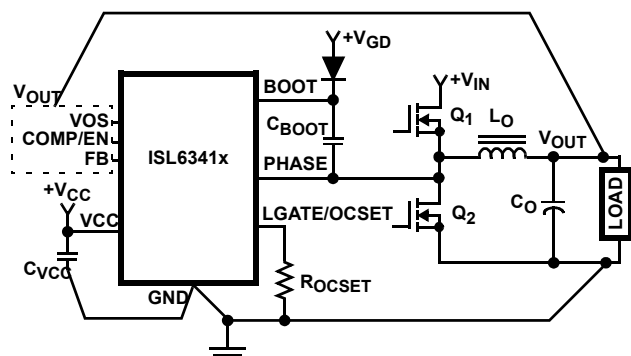 +VGD
VOUT
BOOT
+VIN
VOS
COMP/EN
FB
ISL6341x
CBOOT
Q1
LO
VOUT
PHASE
+VCC
VCC
LGATE/OCSET
Q2
CO
LOAD
CVCC
GND
ROCSET